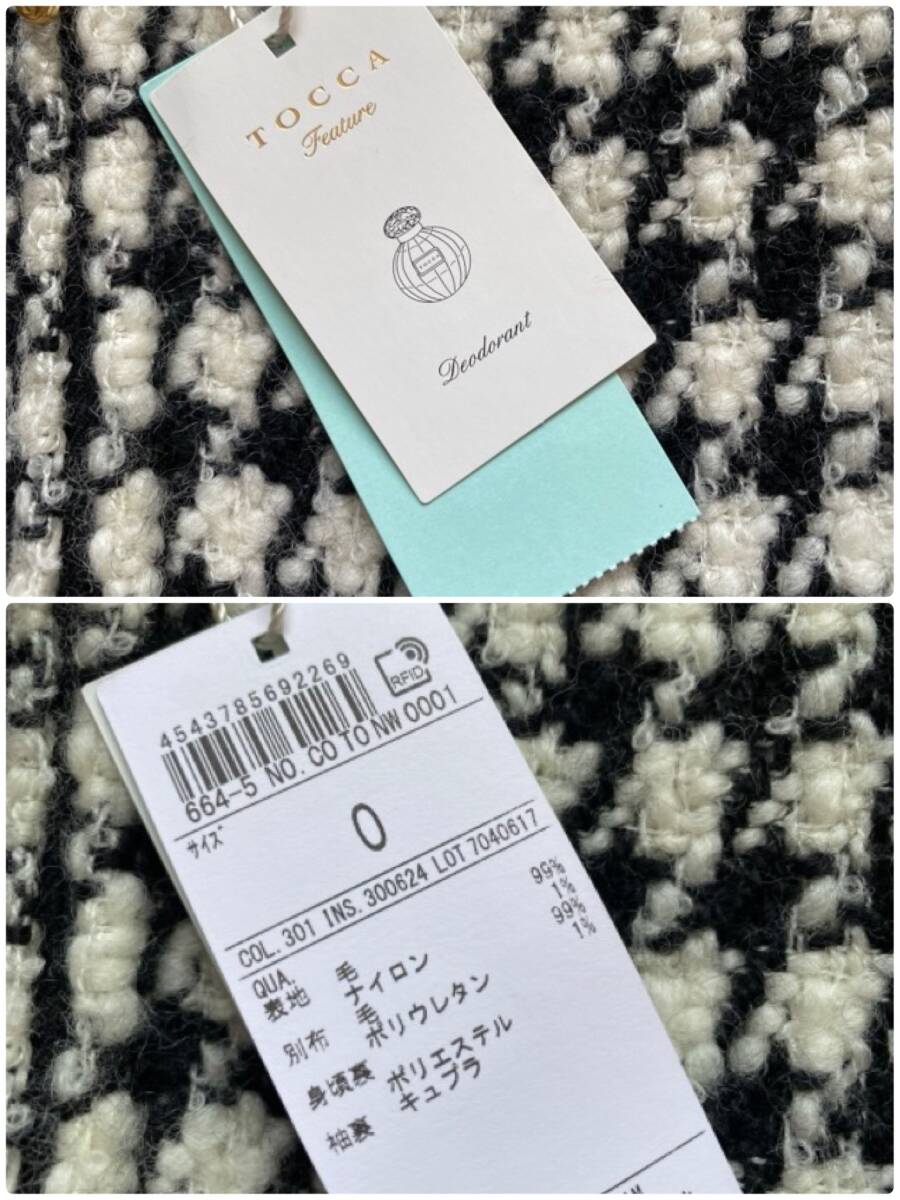 TOCCA
Feature
TOCCA
Deodorant
4543785692269
RFID
664-5 NO. CO TO NW 0001
サイズ
0
COL. 301 INS. 300624 LOT 7040617
QUA.
表地 毛 99%
ナイロン 1%
別布 毛 99%
ポリウレタン 1%
身頃裏 ポリエステル
袖裏 キュプラ